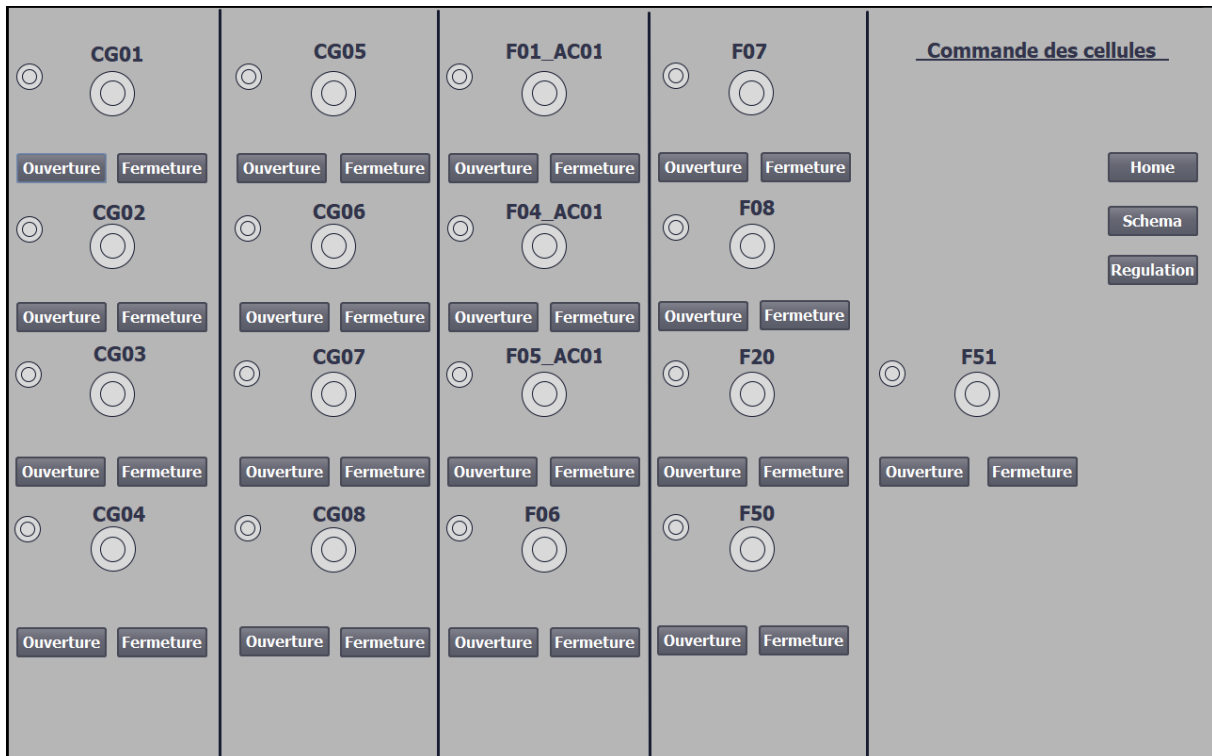 CG01
Ouverture Fermeture
CG02
Ouverture Fermeture
CG03
Ouverture Fermeture
CG04
Ouverture Fermeture
CG05
Ouverture Fermeture
CG06
Ouverture Fermeture
CG07
Ouverture Fermeture
CG08
Ouverture Fermeture
F01_AC01
Ouverture Fermeture
F04_AC01
Ouverture Fermeture
F05_AC01
Ouverture Fermeture
F06
Ouverture Fermeture
F07
Ouverture Fermeture
F08
Ouverture Fermeture
F20
Ouverture Fermeture
F50
Ouverture Fermeture
Commande des cellules
Home
Schema
Regulation
F51
Ouverture Fermeture